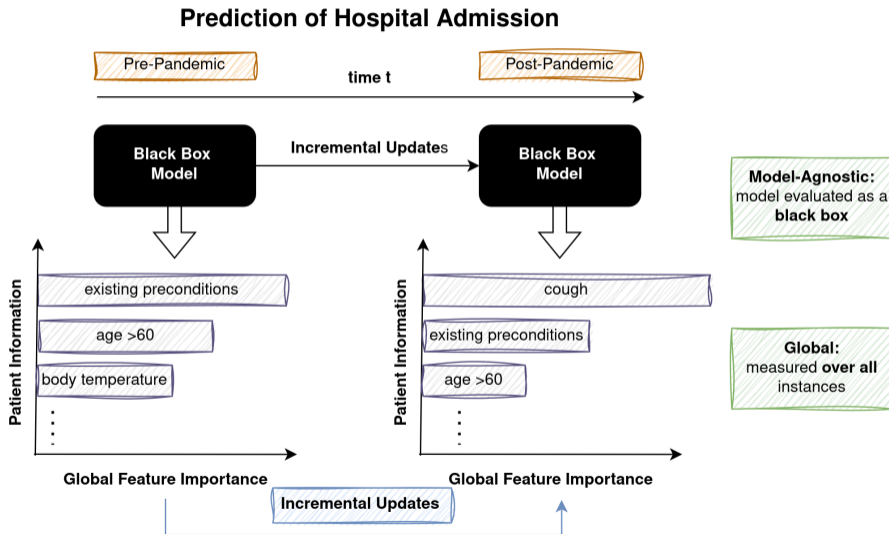 Prediction of Hospital Admission
Pre-Pandemic
Post-Pandemic
time t
Black Box
Model
Incremental Updates
Black Box
Model
Model-Agnostic:
model evaluated as a
black box
Patient Information
existing preconditions
age >60
body temperature
Global Feature Importance
Patient Information
cough
existing preconditions
age >60
Global Feature Importance
Global:
measured over all
instances
Incremental Updates